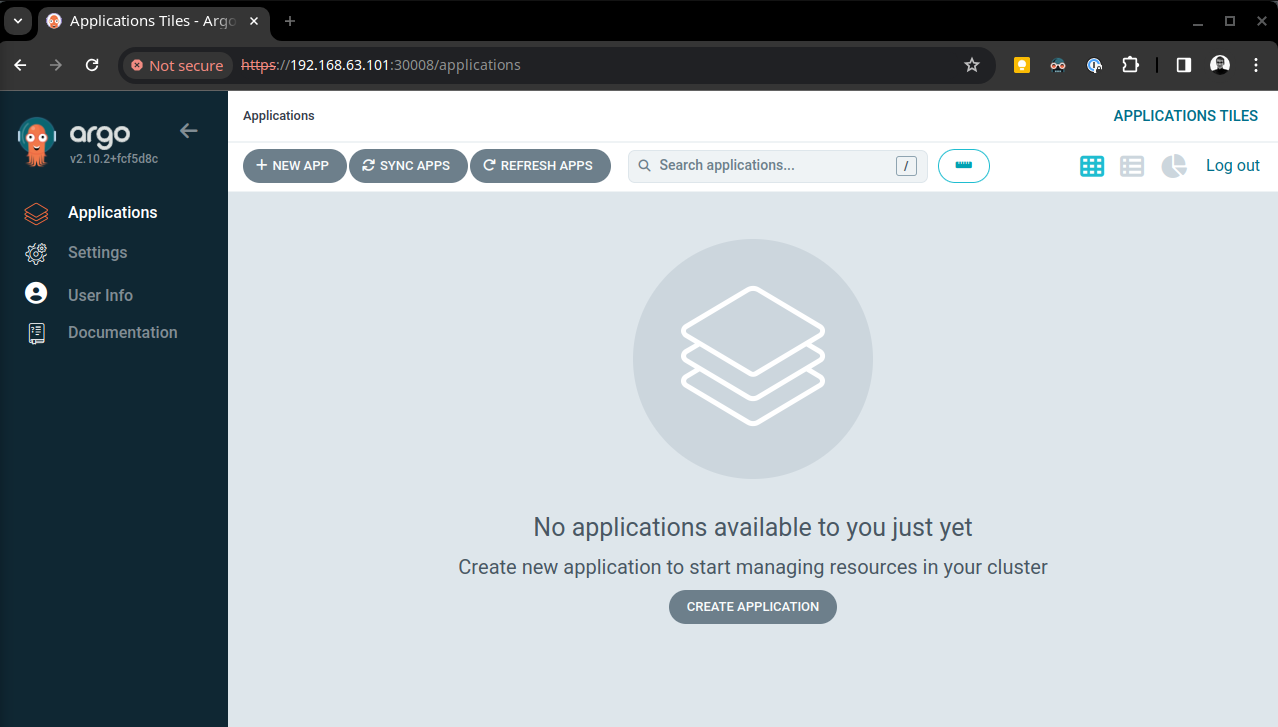 Applications Tiles - Argo
Not secure https://192.168.63.101:30008/applications
argo
v2.10.2+fcf5d8c
Applications
Settings
User Info
Documentation
Applications
APPLICATIONS TILES
+ NEW APP SYNC APPS REFRESH APPS Search applications... / Log out
No applications available to you just yet
Create new application to start managing resources in your cluster
CREATE APPLICATION